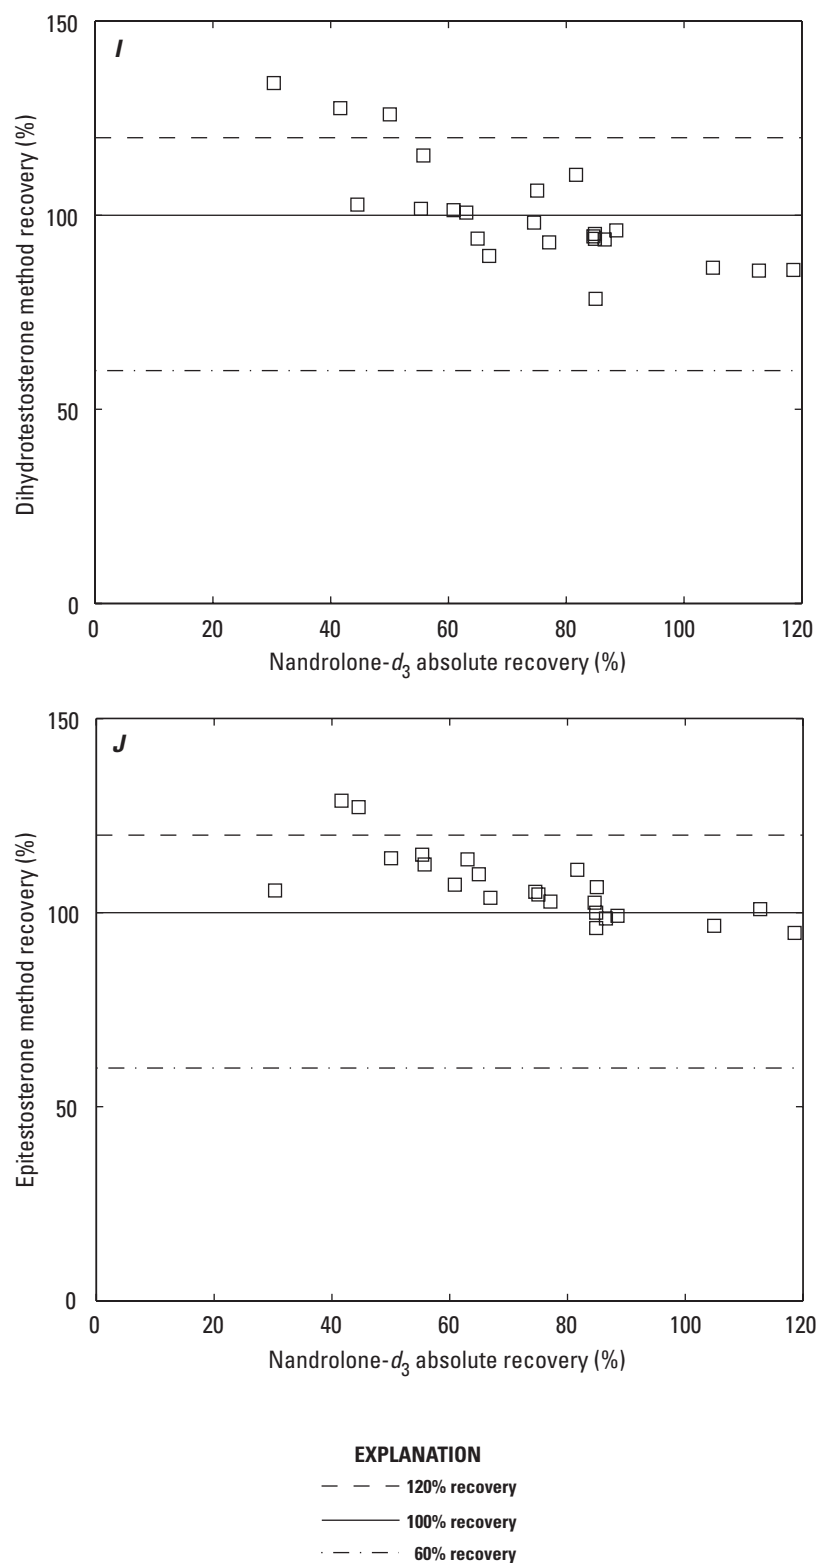 150
I
100
50
0
Dihydrotestosterone method recovery (%)
0 20 40 60 80 100 120
Nandrolone-d3 absolute recovery (%)
150
J
100
50
0
Epitestosterone method recovery (%)
0 20 40 60 80 100 120
Nandrolone-d3 absolute recovery (%)
EXPLANATION
120% recovery
100% recovery
60% recovery